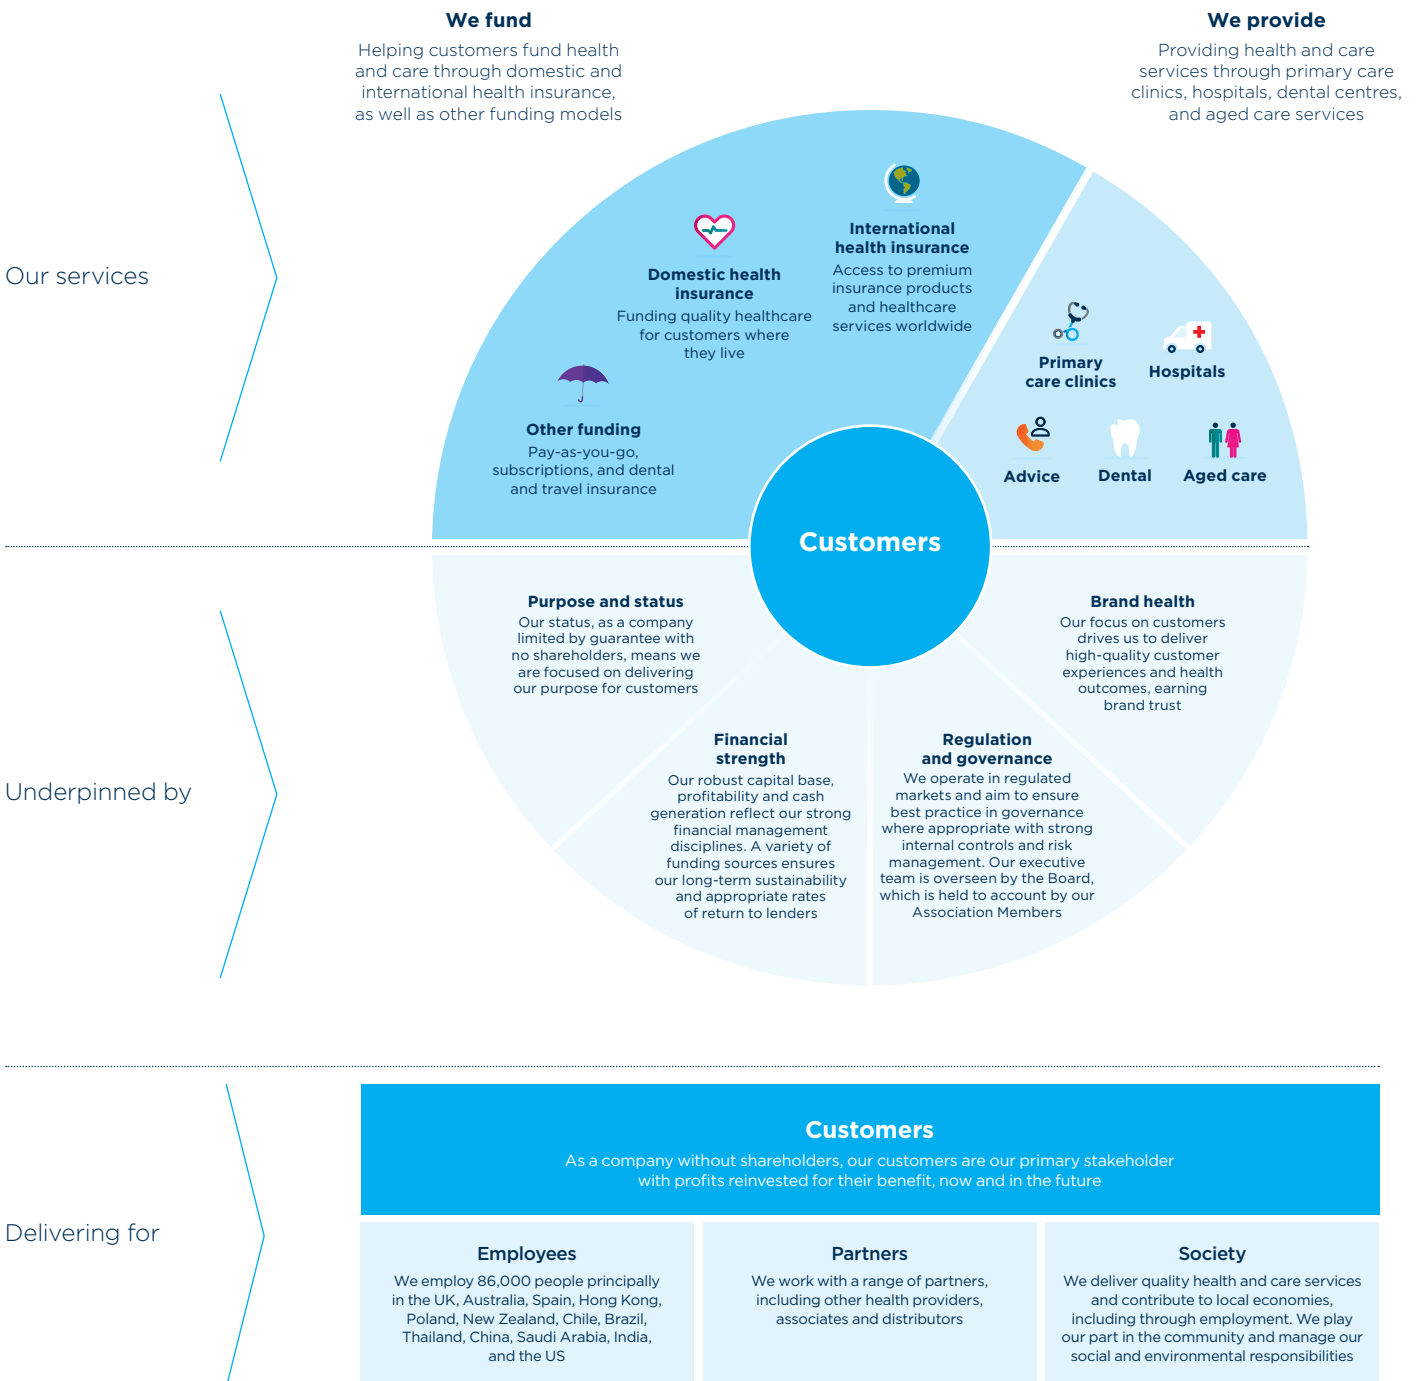 We fund
Helping customers fund health
and care through domestic and
international health insurance,
as well as other funding models
We provide
Providing health and care
services through primary care
clinics, hospitals, dental centres,
and aged care services
Our services
International
health insurance
Access to premium
insurance products
and healthcare
services worldwide
Domestic health
insurance
Funding quality healthcare
for customers where
they live
Other funding
Pay-as-you-go,
subscriptions, and dental
and travel insurance
Primary
care clinics
Hospitals
Advice
Dental
Aged care
Customers
Underpinned by
Purpose and status
Our status, as a company
limited by guarantee with
no shareholders, means we
are focused on delivering
our purpose for customers
Financial
strength
Our robust capital base,
profitability and cash
generation reflect our strong
financial management
disciplines. A variety of
funding sources ensures
our long-term sustainability
and appropriate rates
of return to lenders
Regulation
and governance
We operate in regulated
markets and aim to ensure
best practice in governance
where appropriate with strong
internal controls and risk
management. Our executive
team is overseen by the Board,
which is held to account by our
Association Members
Brand health
Our focus on customers
drives us to deliver
high-quality customer
experiences and health
outcomes, earning
brand trust
Delivering for
Customers
As a company without shareholders, our customers are our primary stakeholder
with profits reinvested for their benefit, now and in the future
Employees
We employ 86,000 people principally
in the UK, Australia, Spain, Hong Kong,
Poland, New Zealand, Chile, Brazil,
Thailand, China, Saudi Arabia, India,
and the US
Partners
We work with a range of partners,
including other health providers,
associates and distributors
Society
We deliver quality health and care services
and contribute to local economies,
including through employment. We play
our part in the community and manage our
social and environmental responsibilities